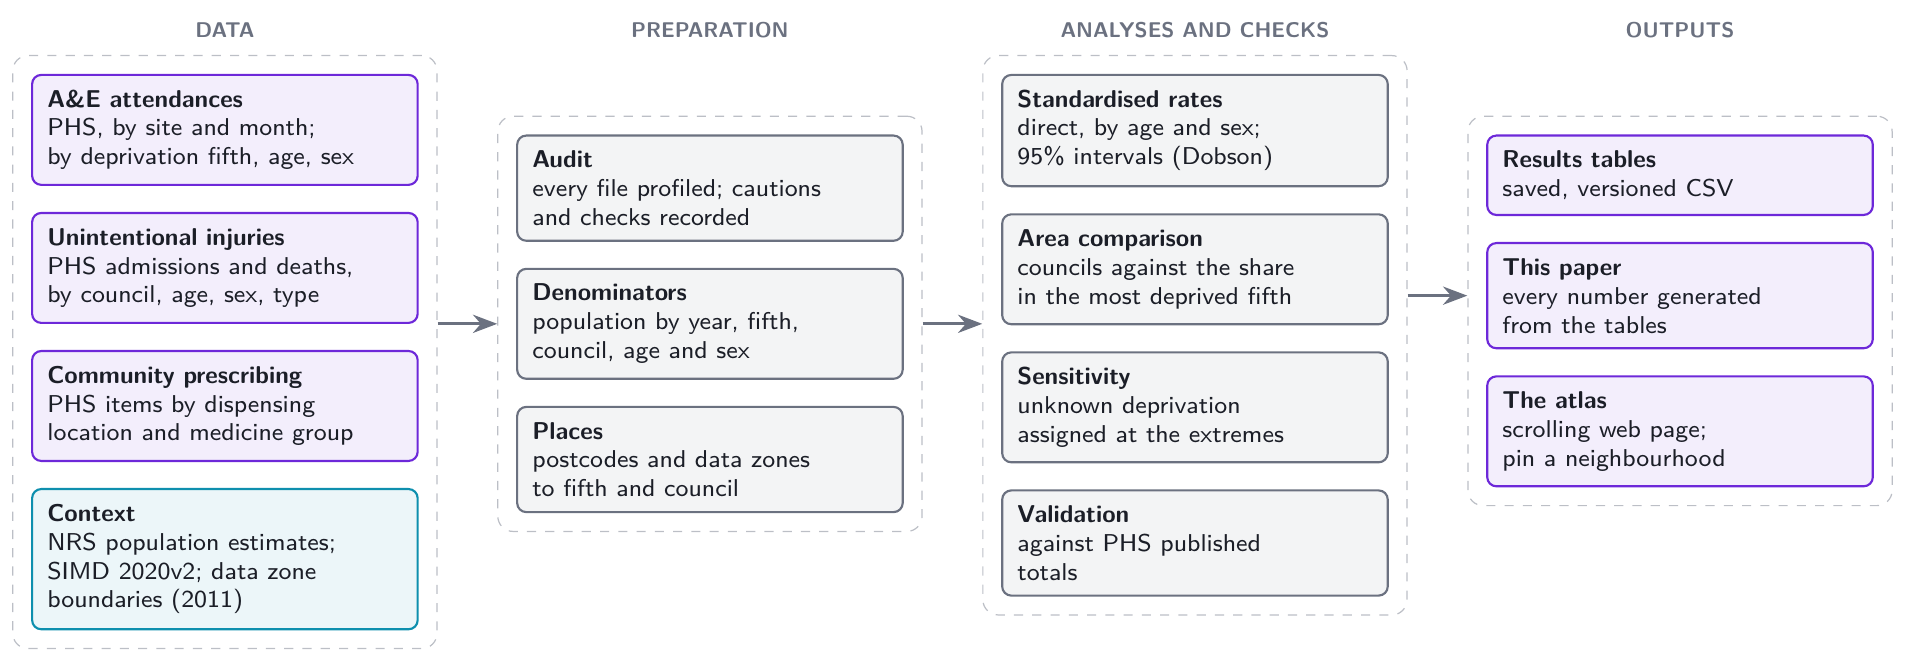 DATA
A&E attendances
PHS, by site and month;
by deprivation fifth, age, sex
Unintentional injuries
PHS admissions and deaths,
by council, age, sex, type
Community prescribing
PHS items by dispensing
location and medicine group
Context
NRS population estimates;
SIMD 2020v2; data zone
boundaries (2011)
PREPARATION
Audit
every file profiled; cautions
and checks recorded
Denominators
population by year, fifth,
council, age and sex
Places
postcodes and data zones
to fifth and council
ANALYSES AND CHECKS
Standardised rates
direct, by age and sex;
95% intervals (Dobson)
Area comparison
councils against the share
in the most deprived fifth
Sensitivity
unknown deprivation
assigned at the extremes
Validation
against PHS published
totals
OUTPUTS
Results tables
saved, versioned CSV
This paper
every number generated
from the tables
The atlas
scrolling web page;
pin a neighbourhood